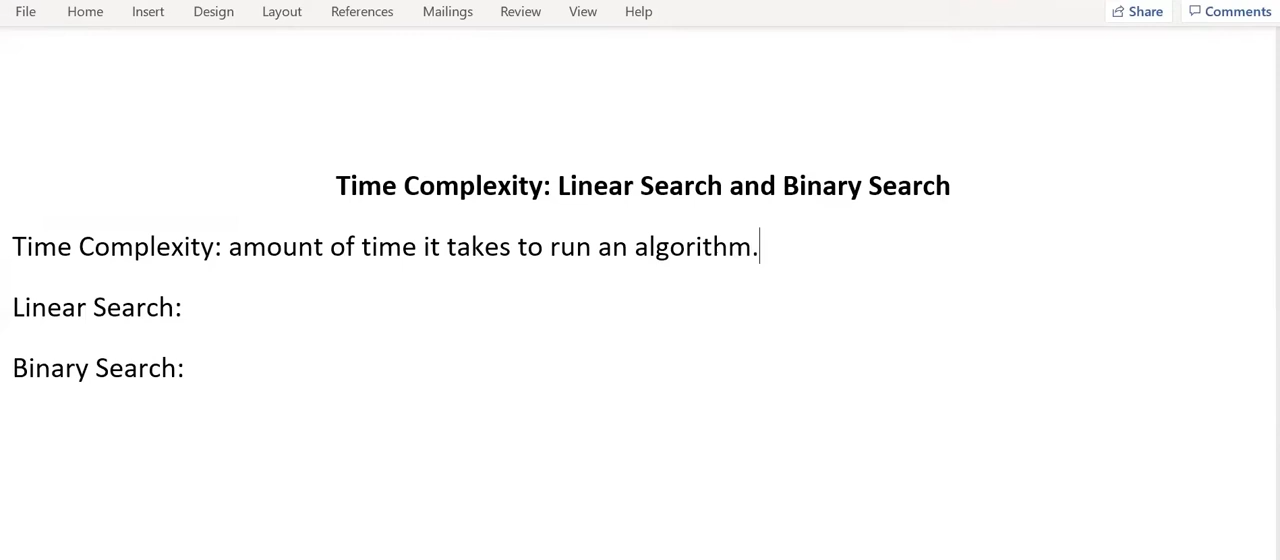 File Home Insert Design Layout References Mailings Review View Help Share Comments
Time Complexity: Linear Search and Binary Search
Time Complexity: amount of time it takes to run an algorithm.
Linear Search:
Binary Search: